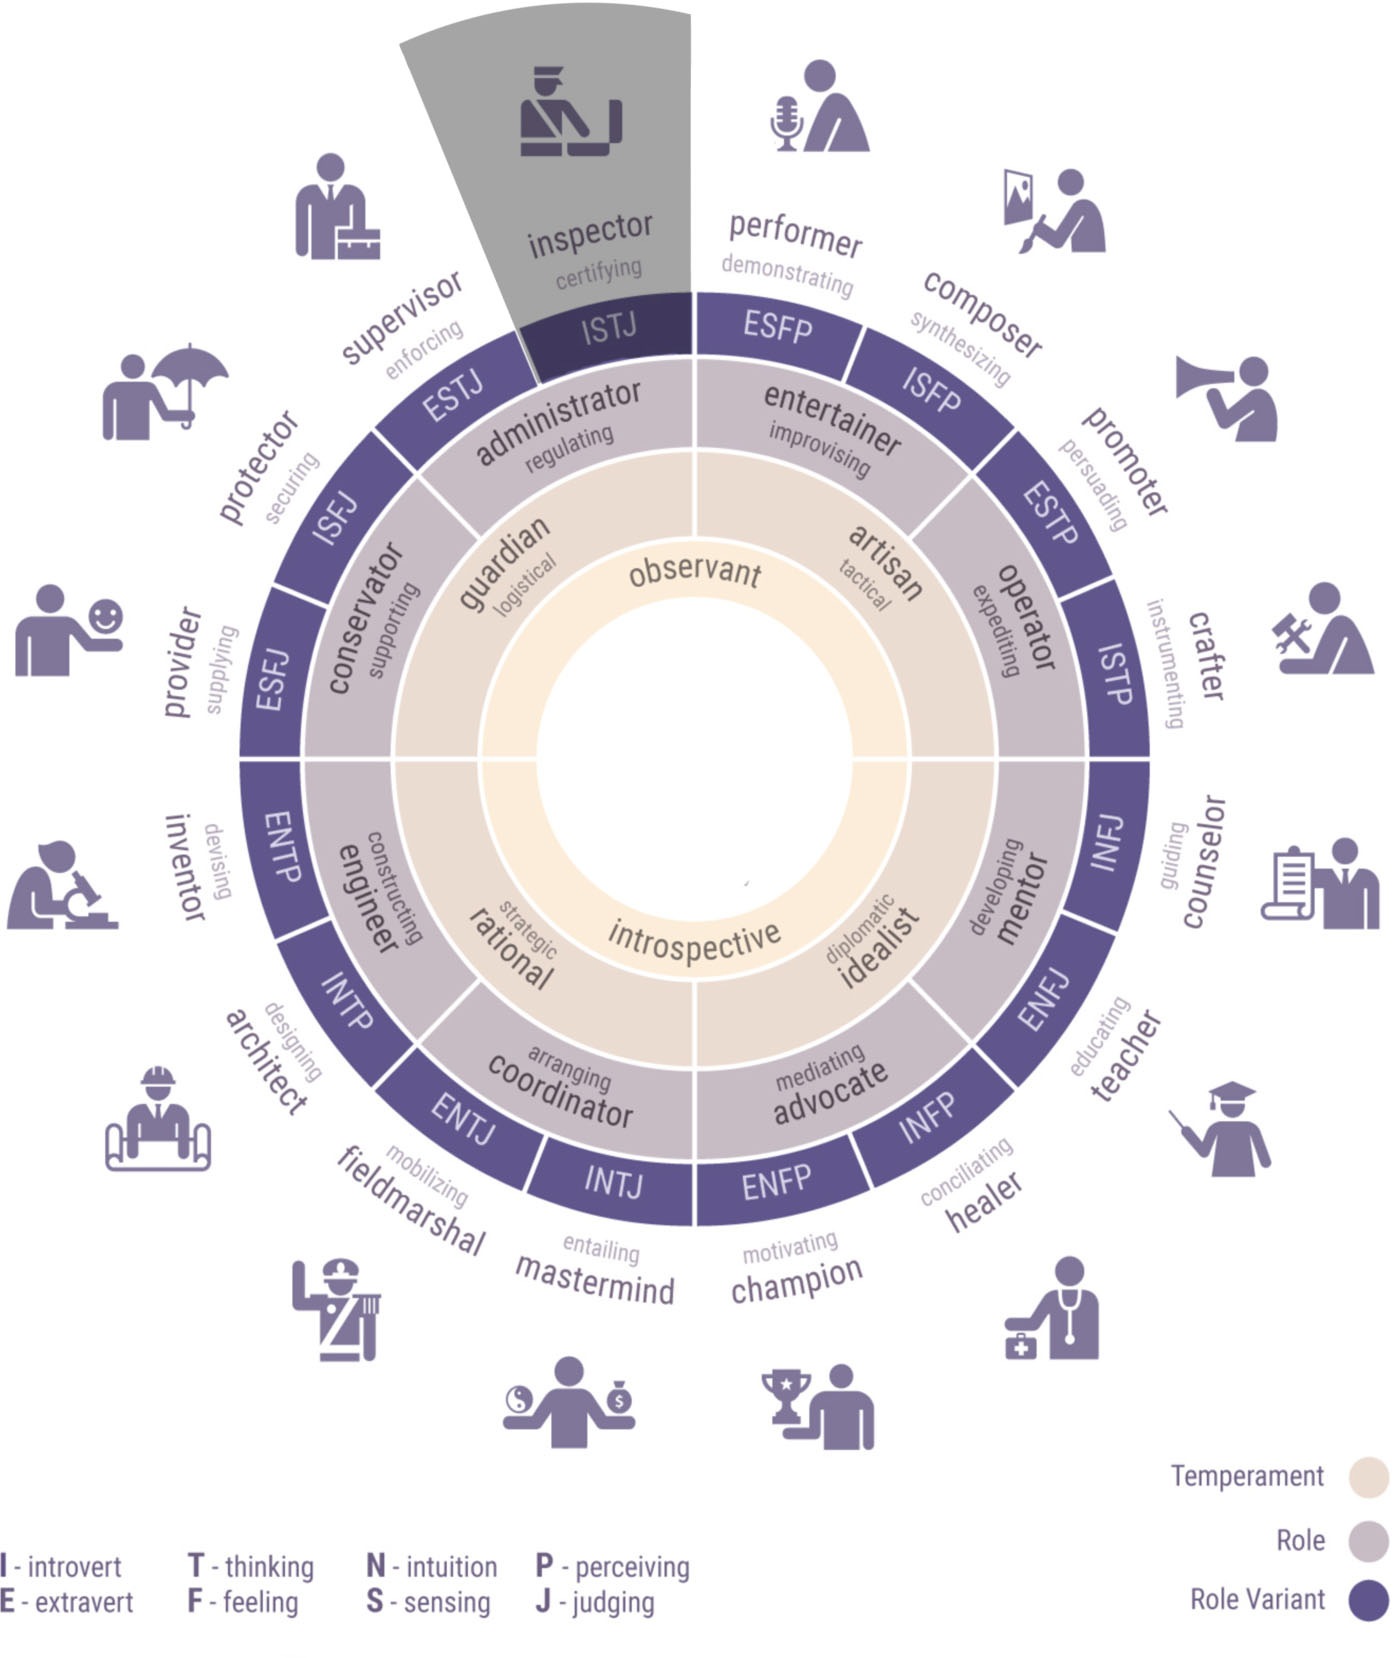 inspector
certifying
ISTJ
performer
demonstrating
ESFP
composer
synthesizing
ISFP
promoter
persuading
ESTP
crafter
instrumenting
ISTP
counselor
guiding
INFJ
teacher
educating
ENFJ
conciliating
healer
INFP
motivating
champion
ENFP
entailing
mastermind
INTJ
mobilizing
fieldmarshal
ENTJ
designing
architect
INTP
devising
inventor
ENTP
provider
supplying
ESFJ
protector
securing
ISFJ
supervisor
enforcing
ESTJ
administrator
regulating
entertainer
improvising
operator
expediting
developing
mentor
mediating
advocate
arranging
coordinator
constructing
engineer
conservator
supporting
guardian
logistical
artisan
tactical
diplomatic
idealist
strategic
rational
observant
introspective
$
Temperament
Role
Role Variant
I - introvert T - thinking N - intuition P - perceiving
E - extravert F - feeling S - sensing J - judging